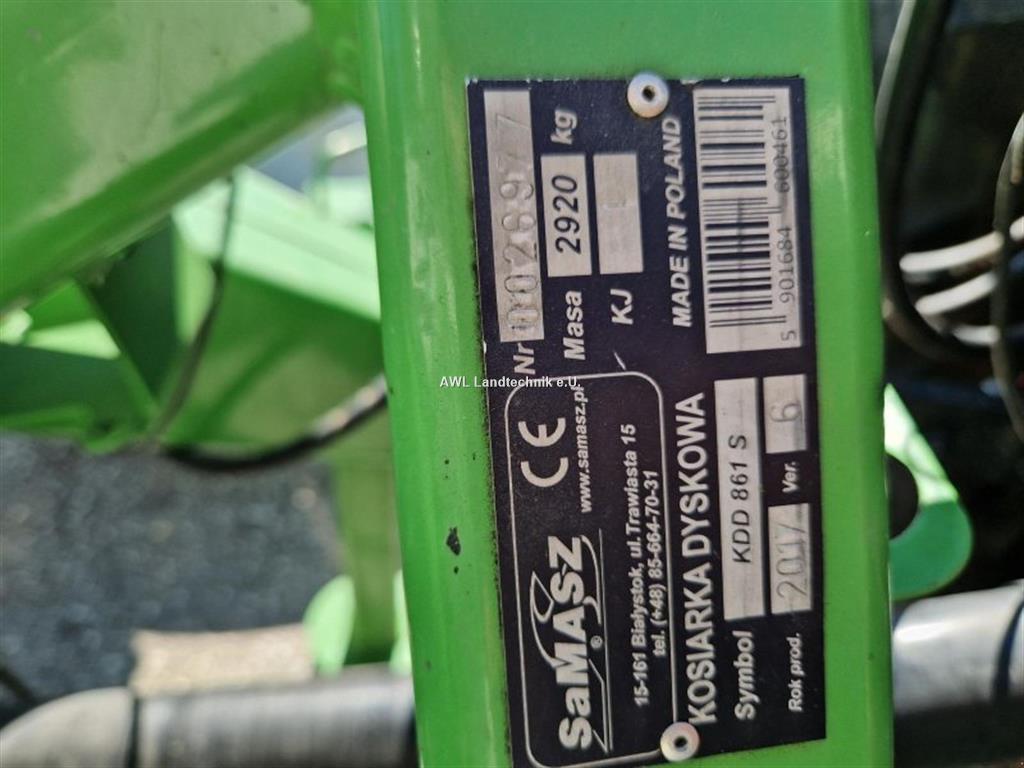 SaMASZ ®
CE
www.samasz.pl
15-161 Białystok, ul. Trawiasta 15
tel. (+48) 85-664-70-31
Nr 002697
Masa 2920 kg
KJ
KOSIARKA DYSKOWA
MADE IN POLAND
Symbol KDD 861 S
Rok prod. 2017 Ver. 6
5 901684 600461
AWL Landtechnik e.U.